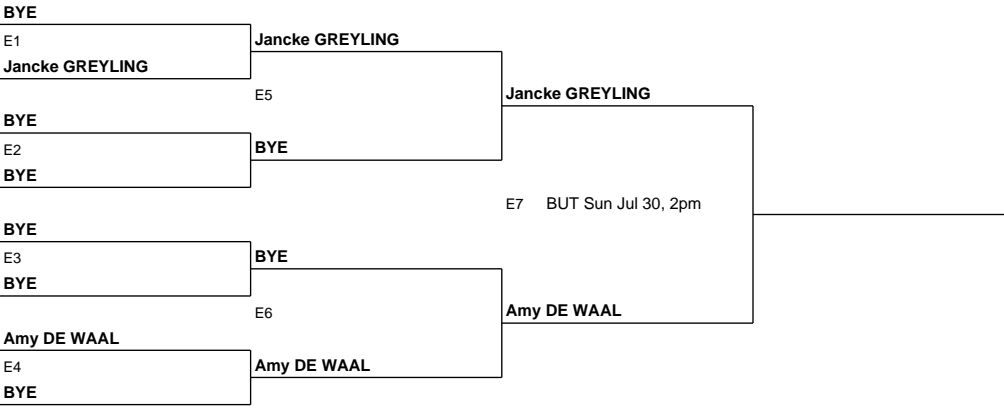 BYE
E1
Jancke GREYLING
Jancke GREYLING
E5
Jancke GREYLING
BYE
E2
BYE
BYE
E7 BUT Sun Jul 30, 2pm
BYE
E3
BYE
BYE
E6
Amy DE WAAL
Amy DE WAAL
E4
Amy DE WAAL
BYE